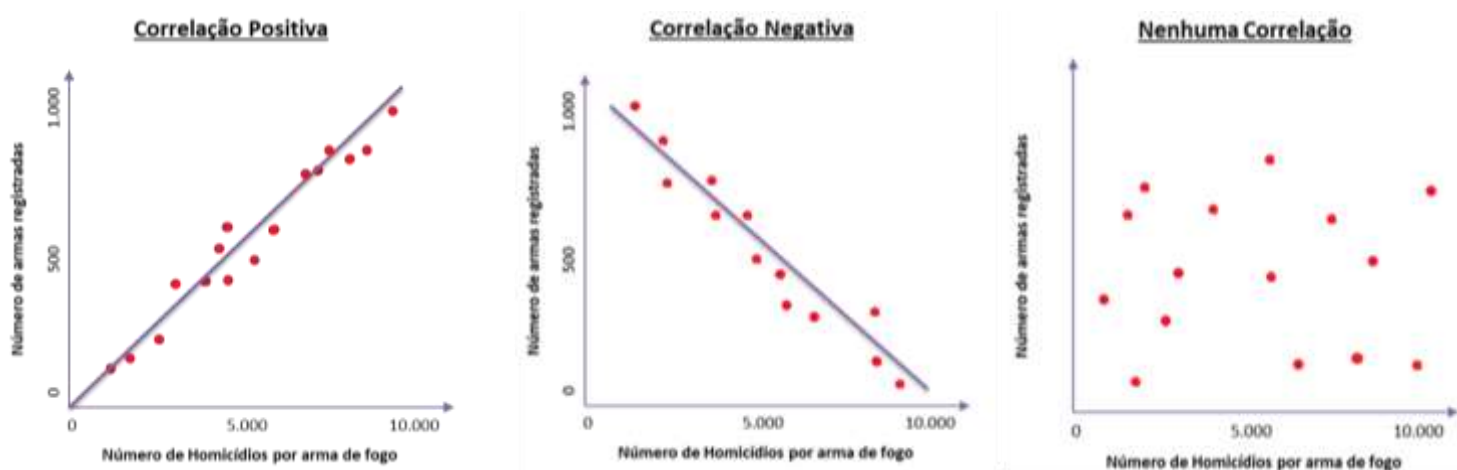 Correlação Positiva
Número de armas registradas
1.000
500
0
0
5.000
10.000
Número de Homicídios por arma de fogo
Correlação Negativa
Número de armas registradas
1.000
500
0
0
5.000
10.000
Número de Homicídios por arma de fogo
Nenhuma Correlação
Número de armas registradas
0
5.000
10.000
Número de Homicídios por arma de fogo